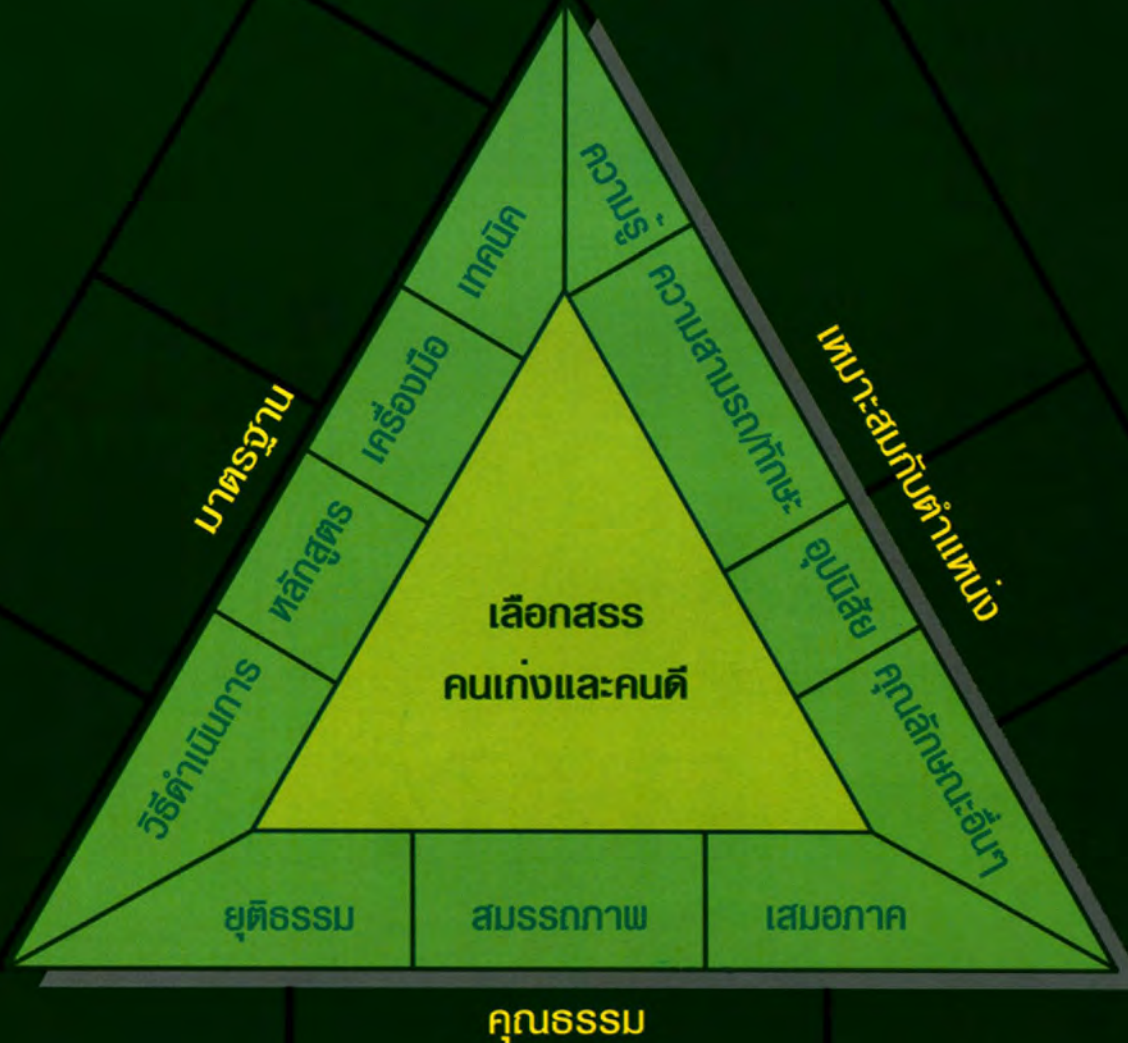 มาตรฐาน
เทคนิค
เครื่องมือ
หลักสูตร
วิธีดำเนินการ
เหมาะสมกับตำแหน่ง
ความรู้
ความสามรถ/ทักษะ
อุปนิสัย
คุณลักษณะอื่นๆ
เลือกสรร
คนเก่งและคนดี
ยุติธรรม
สมรรถภาพ
เสมอภาค
คุณธรรม